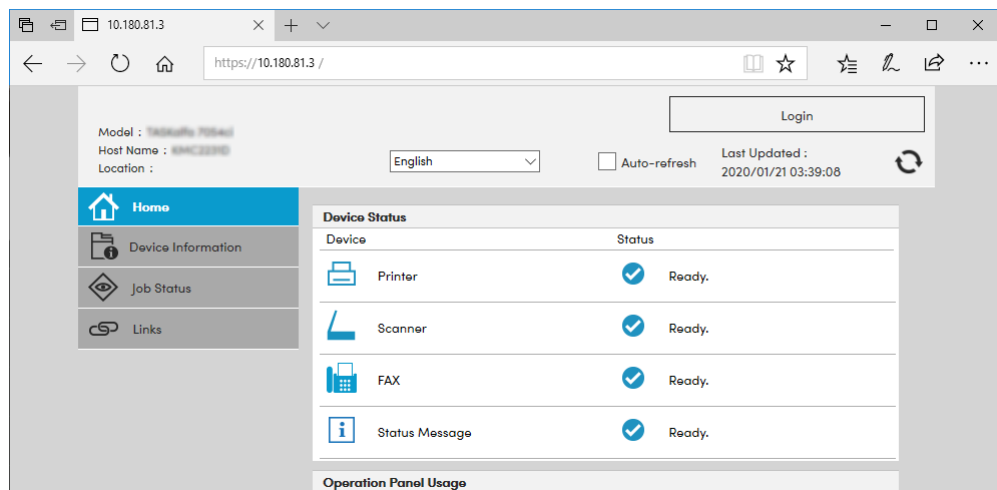 10.180.81.3
https://10.180.81.3 /
Login
Model :
Host Name :
Location :
English
Auto-refresh
Last Updated :
2020/01/21 03:39:08
Home
Device Information
Job Status
Links
Device Status
Device Status
Printer Ready.
Scanner Ready.
FAX Ready.
Status Message Ready.
Operation Panel Usage